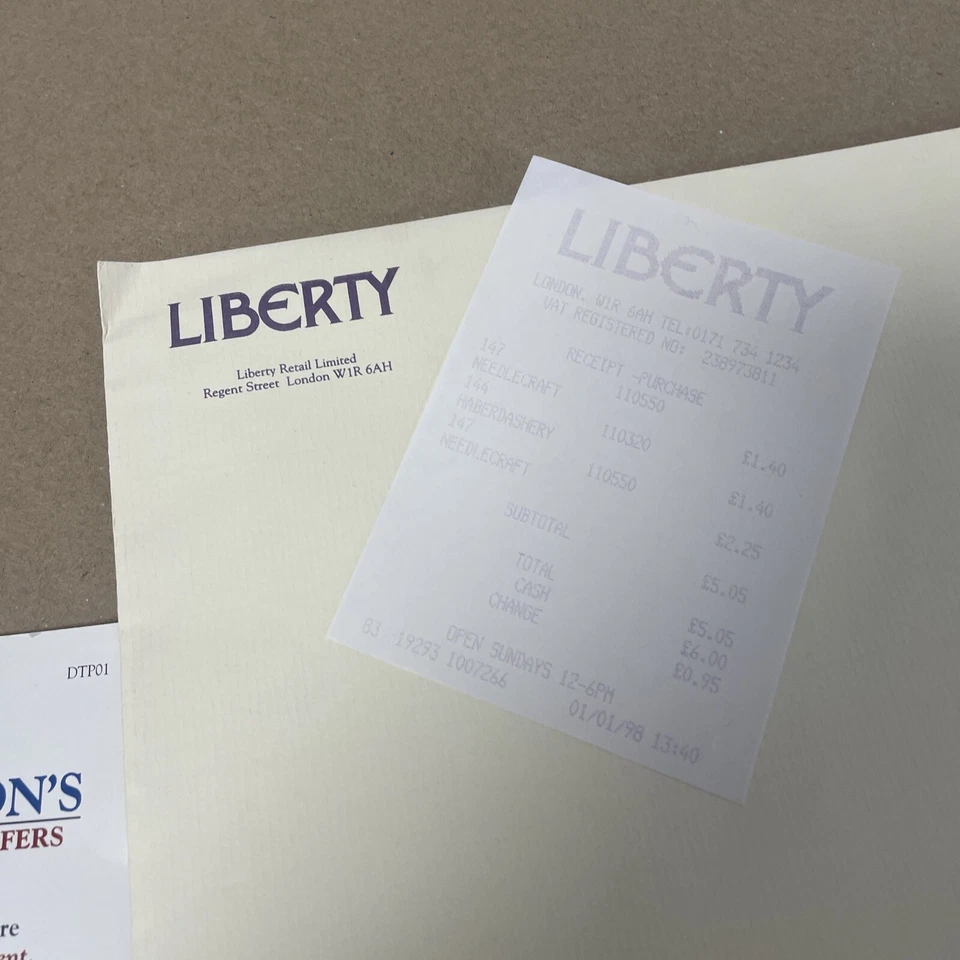 LIBERTY
Liberty Retail Limited
Regent Street London W1R 6AH
LIBERTY
LONDON. W1R 6AH TEL:0171 734 1234
VAT REGISTERED NO: 238973811
RECEIPT -PURCHASE
147
NEEDLECRAFT 110550 £1.40
144
HABERDASHERY 110320 £1.40
147
NEEDLECRAFT 110550 £2.25
SUBTOTAL £5.05
TOTAL £5.05
CASH £6.00
CHANGE £0.95
OPEN SUNDAYS 12-6PM
83 19293 1007266 01/01/98 13:40
DTP01
ON'S
FERS
re
ent.